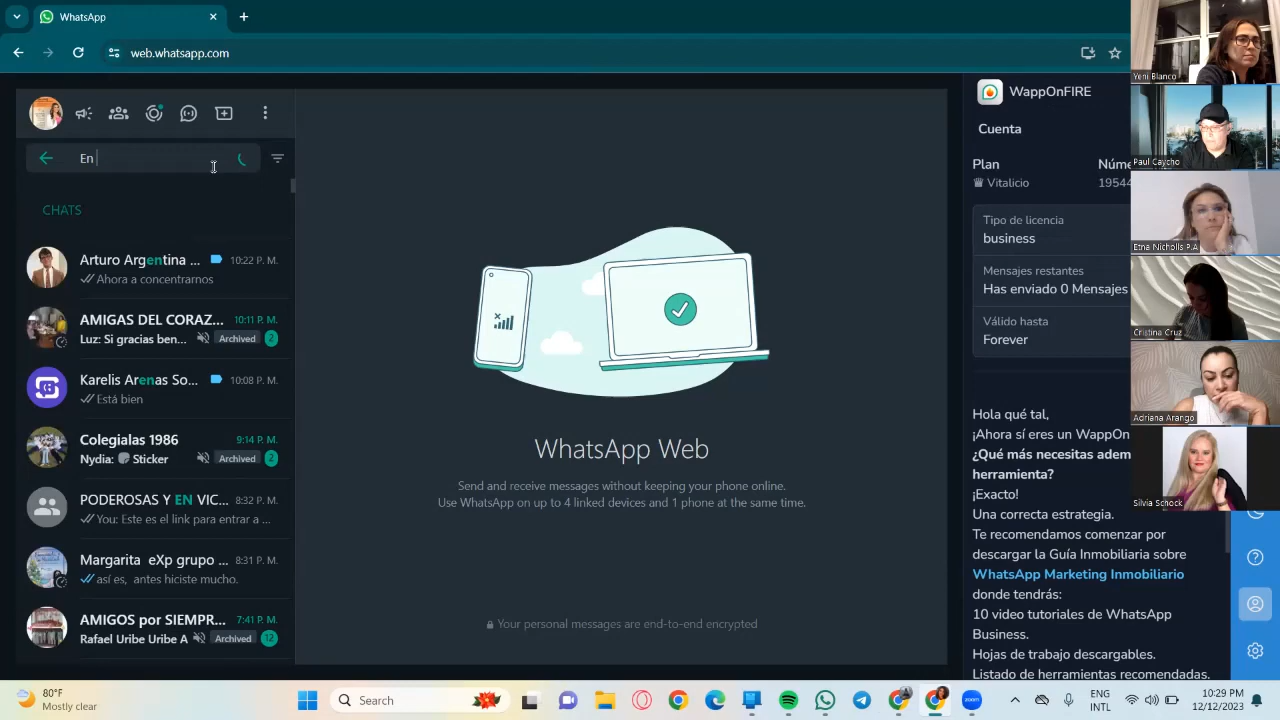 WhatsApp
web.whatsapp.com
En
CHATS
Arturo Argentina ...
10:22 P. M.
Ahora a concentrarnos
AMIGAS DEL CORAZ...
10:11 P. M.
Luz: Si gracias ben...
Archived
2
Karelis Arenas So...
10:08 P. M.
Está bien
Colegialas 1986
9:14 P. M.
Nydia: Sticker
Archived
2
PODEROSAS Y EN VIC...
8:32 P. M.
You: Este es el link para entrar a ...
Margarita eXp grupo ...
8:31 P. M.
así es, antes hiciste mucho.
AMIGOS por SIEMPR...
7:41 P. M.
Rafael Uribe Uribe A
Archived
12
WhatsApp Web
Send and receive messages without keeping your phone online.
Use WhatsApp on up to 4 linked devices and 1 phone at the same time.
Your personal messages are end-to-end encrypted
WappOnFIRE
Cuenta
Plan
Núme
Vitalicio
19544
Tipo de licencia
business
Mensajes restantes
Has enviado 0 Mensajes
Válido hasta
Forever
Hola qué tal,
¡Ahora sí eres un WappOn
¿Qué más necesitas adem
herramienta?
¡Exacto!
Una correcta estrategia.
Te recomendamos comenzar por
descargar la Guía Inmobiliaria sobre
WhatsApp Marketing Inmobiliario
donde tendrás:
10 video tutoriales de WhatsApp
Business.
Hojas de trabajo descargables.
Listado de herramientas recomendadas.
Yeni Blanco
Paul Caycho
Etna Nicholls P.A
Cristina Cruz
Adriana Arango
Silvia Schock
80°F
Mostly clear
Search
zoom
ENG
INTL
10:29 PM
12/12/2023